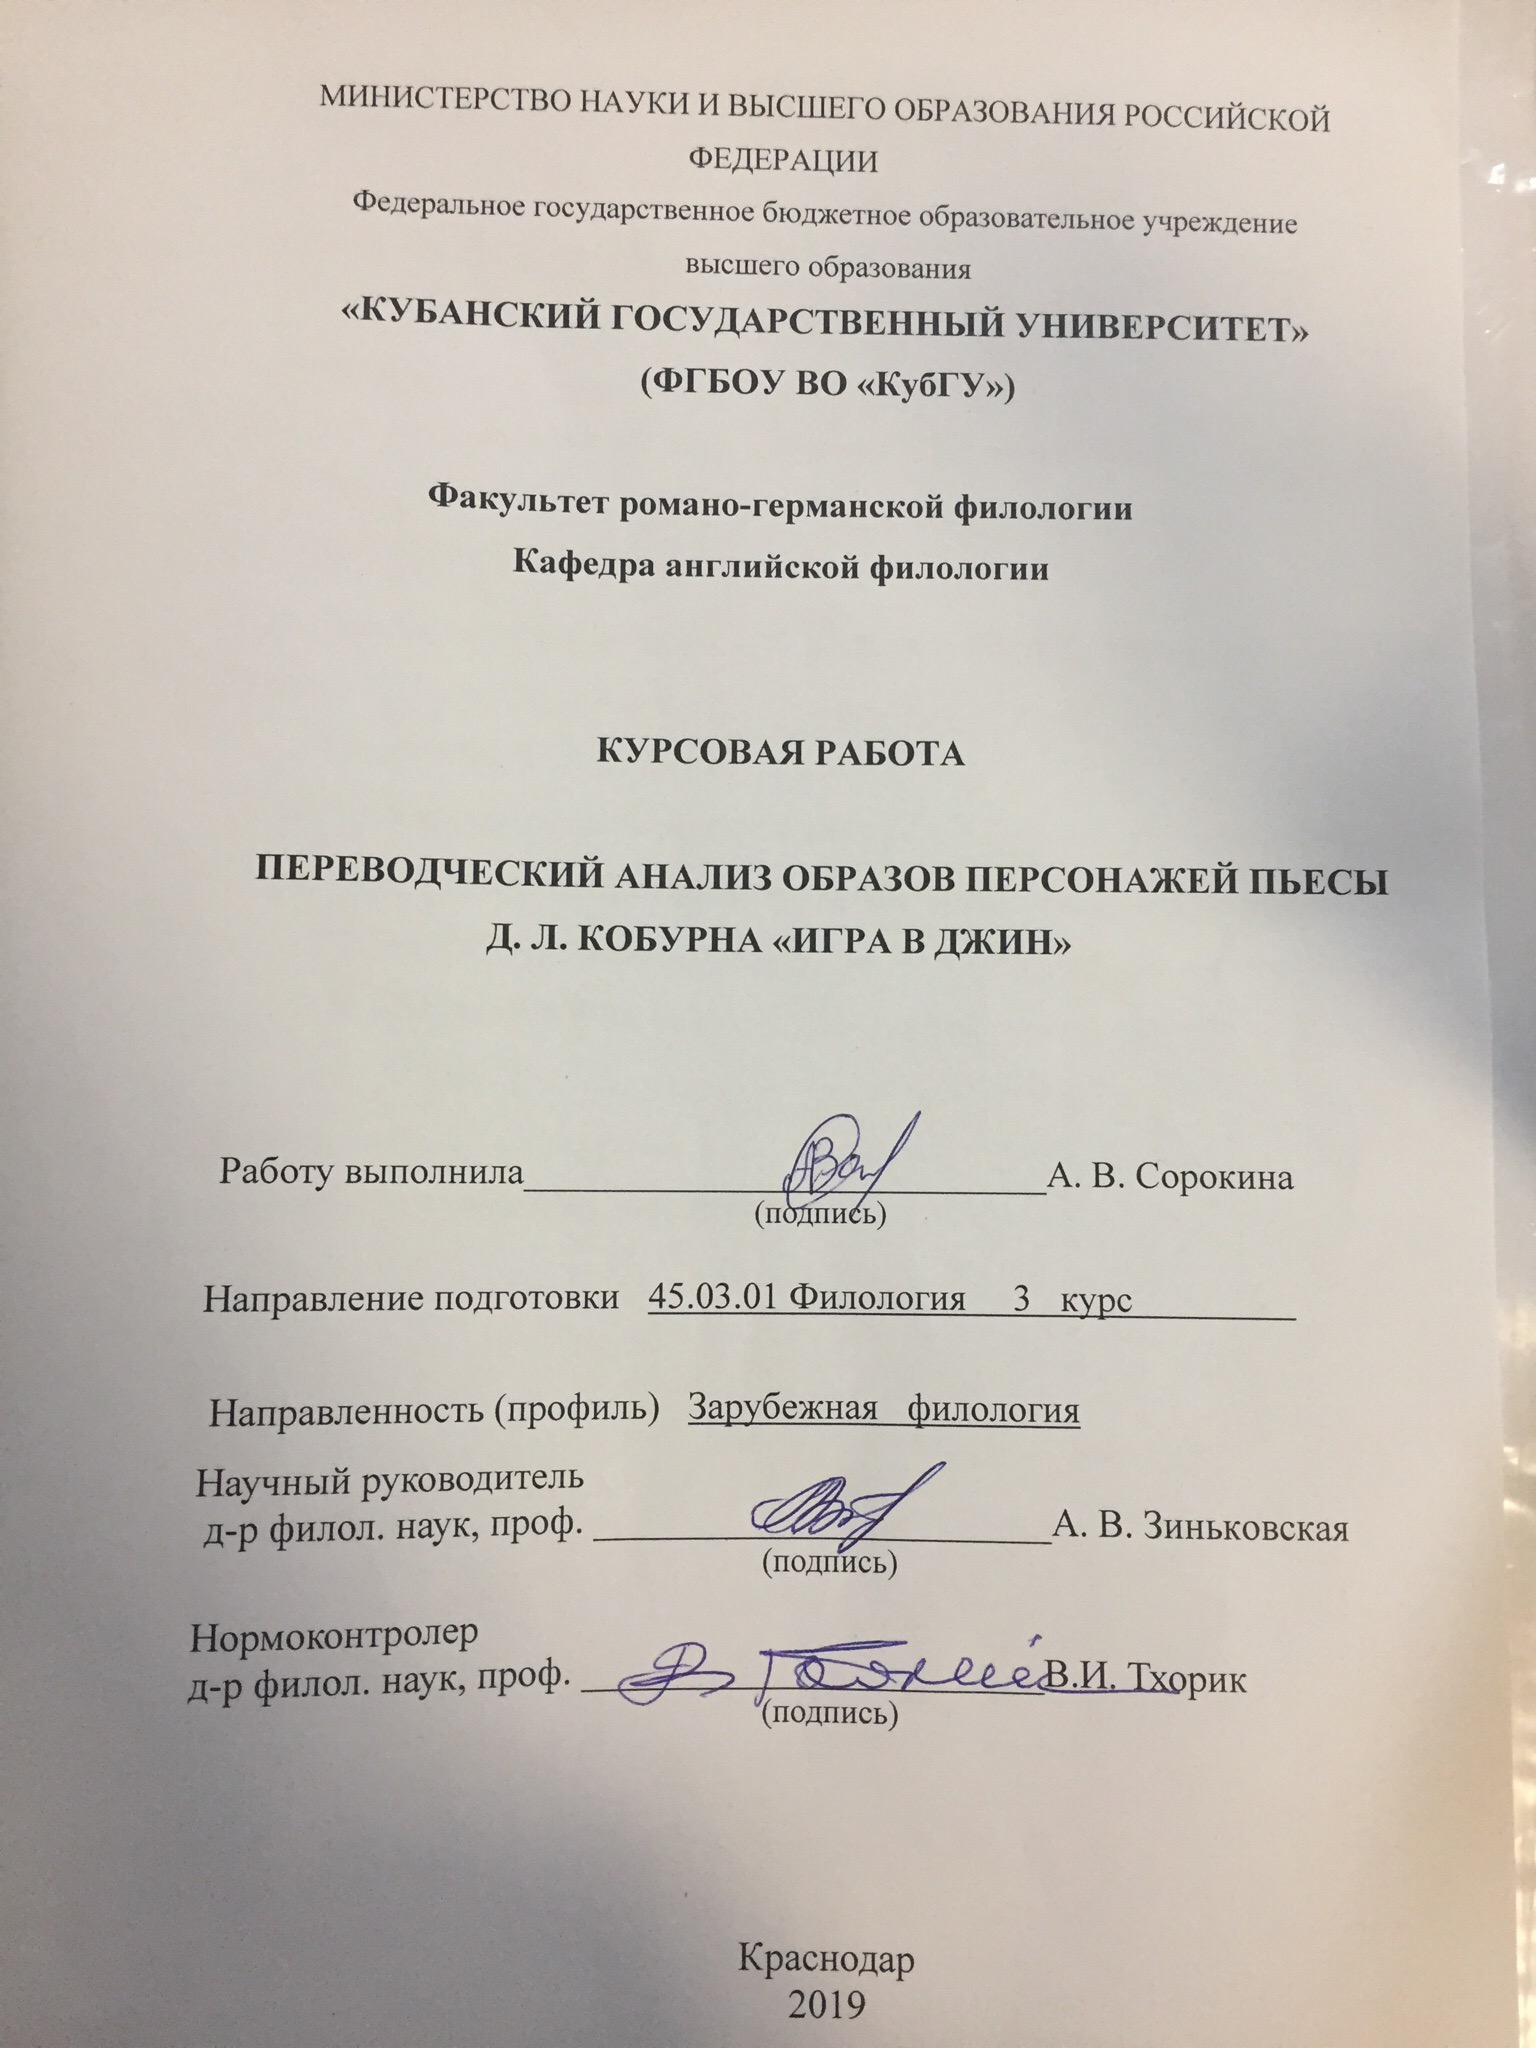 МИНИСТЕРСТВО НАУКИ И ВЫСШЕГО ОБРАЗОВАНИЯ РОССИЙСКОЙ
ФЕДЕРАЦИИ
Федеральное государственное бюджетное образовательное учреждение
высшего образования
«КУБАНСКИЙ ГОСУДАРСТВЕННЫЙ УНИВЕРСИТЕТ»
(ФГБОУ ВО «КубГУ»)
Факультет романо-германской филологии
Кафедра английской филологии
КУРСОВАЯ РАБОТА
ПЕРЕВОДЧЕСКИЙ АНАЛИЗ ОБРАЗОВ ПЕРСОНАЖЕЙ ПЬЕСЫ
Д. Л. КОБУРНА «ИГРА В ДЖИН»
Работу выполнила А. В. Сорокина
(подпись)
Направление подготовки 45.03.01 Филология 3 курс
Направленность (профиль) Зарубежная филология
Научный руководитель
д-р филол. наук, проф. А. В. Зиньковская
(подпись)
Нормоконтролер
д-р филол. наук, проф. В.И. Тхорик
(подпись)
Краснодар
2019